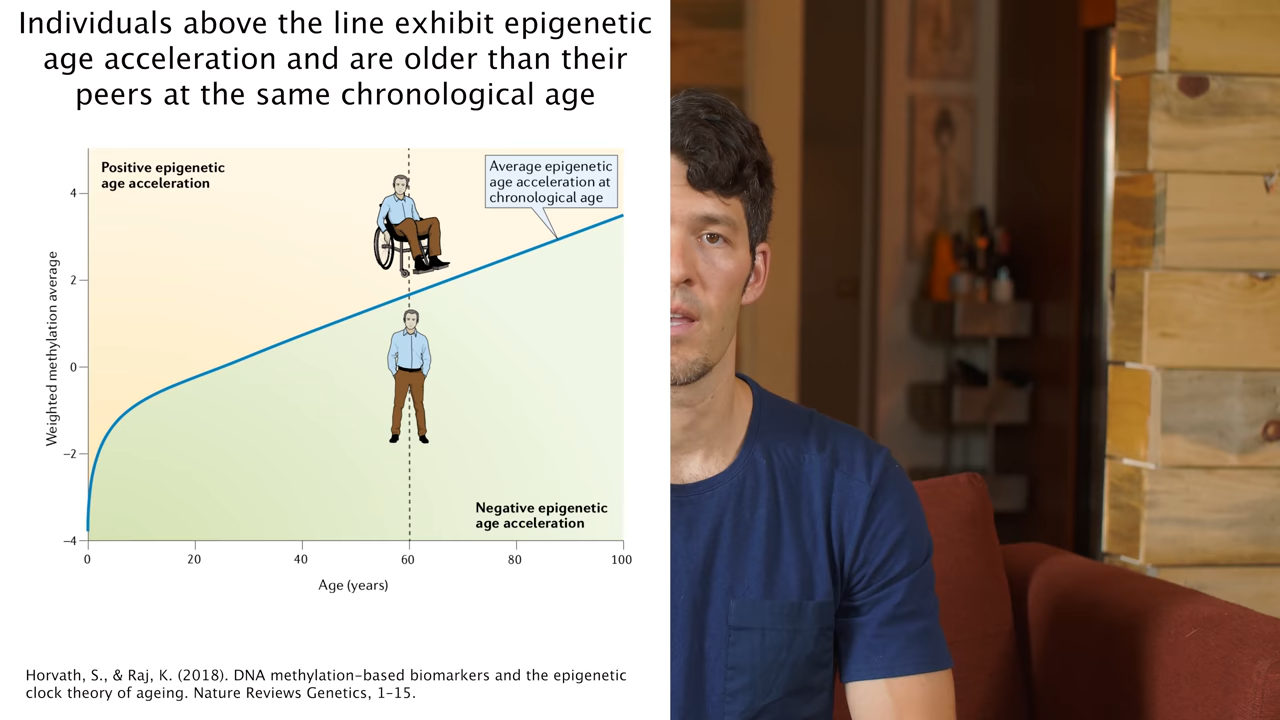 Individuals above the line exhibit epigenetic
age acceleration and are older than their
peers at the same chronological age
Positive epigenetic
age acceleration
Average epigenetic
age acceleration at
chronological age
Weighted methylation average
4
2
0
−2
−4
Negative epigenetic
age acceleration
0 20 40 60 80 100
Age (years)
Horvath, S., & Raj, K. (2018). DNA methylation-based biomarkers and the epigenetic
clock theory of ageing. Nature Reviews Genetics, 1–15.